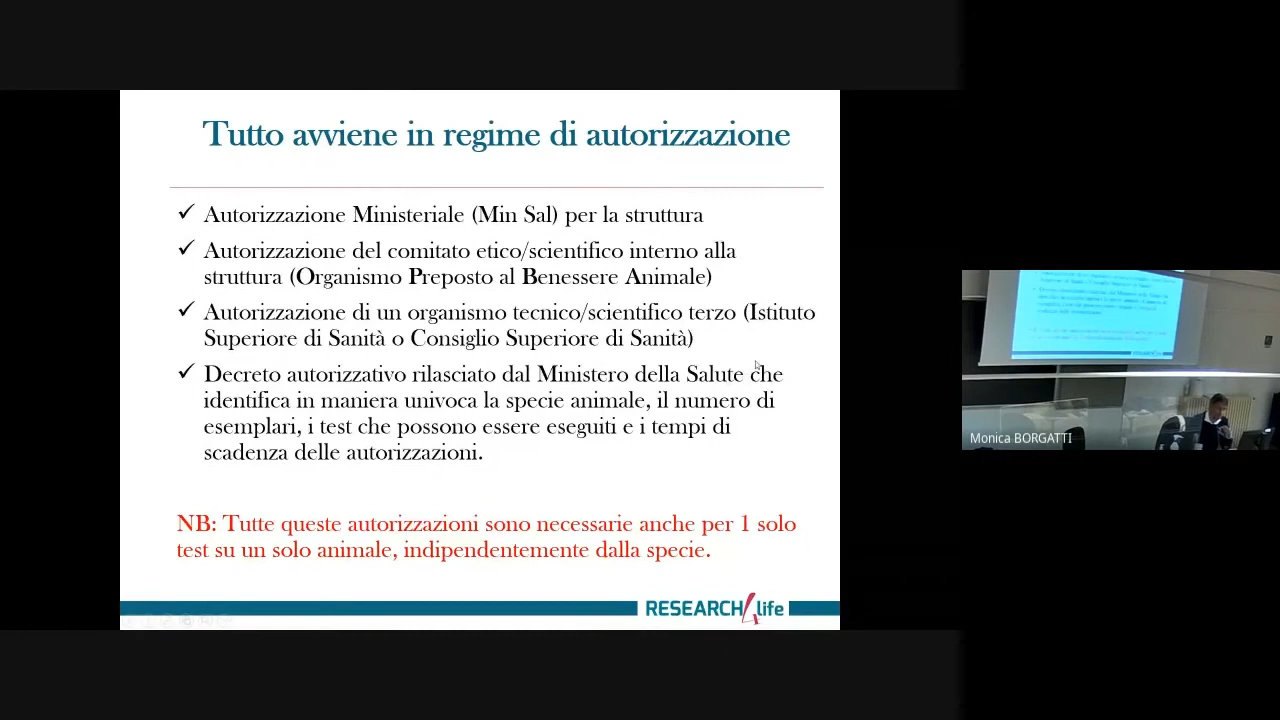 Tutto avviene in regime di autorizzazione
✓ Autorizzazione Ministeriale (Min Sal) per la struttura
✓ Autorizzazione del comitato etico/scientifico interno alla
struttura (Organismo Preposto al Benessere Animale)
✓ Autorizzazione di un organismo tecnico/scientifico terzo (Istituto
Superiore di Sanità o Consiglio Superiore di Sanità)
✓ Decreto autorizzativo rilasciato dal Ministero della Salute che
identifica in maniera univoca la specie animale, il numero di
esemplari, i test che possono essere eseguiti e i tempi di
scadenza delle autorizzazioni.
NB: Tutte queste autorizzazioni sono necessarie anche per 1 solo
test su un solo animale, indipendentemente dalla specie.
RESEARCH4life
Monica BORGATTI